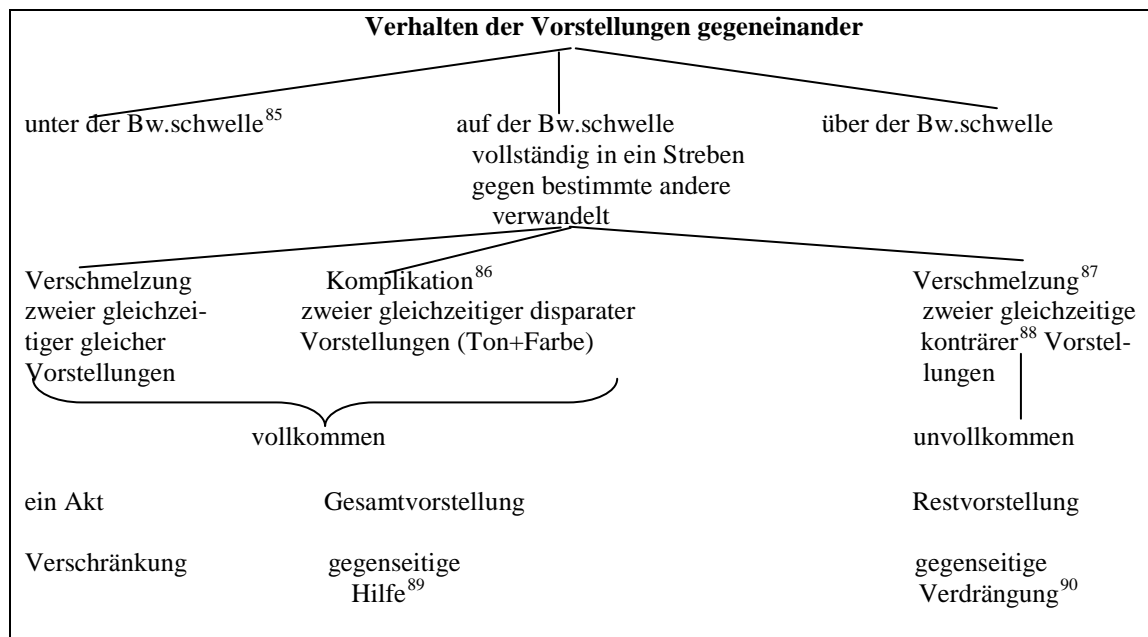 Verhalten der Vorstellungen gegeneinander
unter der Bw.schwelle85 auf der Bw.schwelle über der Bw.schwelle
vollständig in ein Streben
gegen bestimmte andere
verwandelt
Verschmelzung Komplikation86 Verschmelzung87
zweier gleichzei- zweier gleichzeitiger disparater zweier gleichzeitige
tiger gleicher Vorstellungen (Ton+Farbe) konträrer88 Vorstel-
Vorstellungen lungen
vollkommen unvollkommen
ein Akt Gesamtvorstellung Restvorstellung
Verschränkung gegenseitige gegenseitige
Hilfe89 Verdrängung90